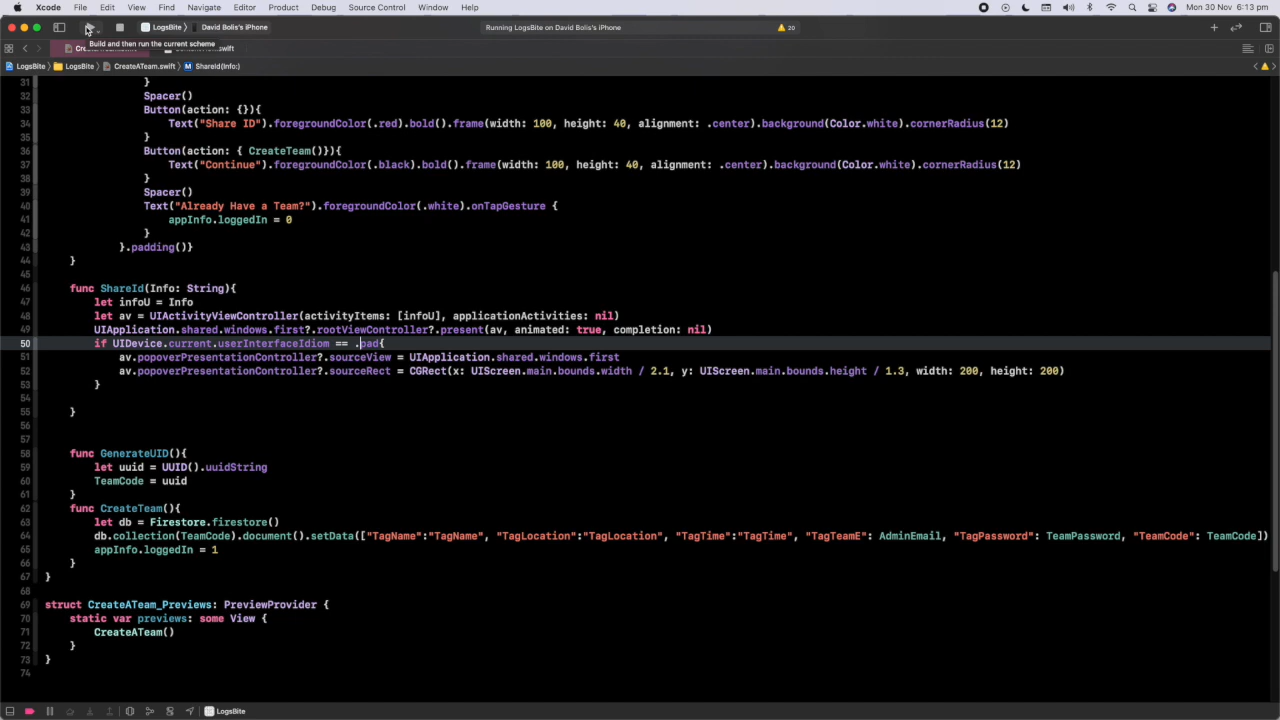 Xcode File Edit View Find Navigate Editor Product Debug Source Control Window Help Mon 30 Nov 6:13 pm
LogsBite 〉 David Bolis's iPhone Running LogsBite on David Bolis's iPhone 20
Build and then run the current scheme
LogsBite 〉 LogsBite 〉 CreateATeam.swift 〉 M ShareId(Info:)
31 }
32 Spacer()
33 Button(action: {}){
34 Text("Share ID").foregroundColor(.red).bold().frame(width: 100, height: 40, alignment: .center).background(Color.white).cornerRadius(12)
35 }
36 Button(action: { CreateTeam()}){
37 Text("Continue").foregroundColor(.black).bold().frame(width: 100, height: 40, alignment: .center).background(Color.white).cornerRadius(12)
38 }
39 Spacer()
40 Text("Already Have a Team?").foregroundColor(.white).onTapGesture {
41 appInfo.loggedIn = 0
42 }
43 }.padding()}
44 }
45
46 func ShareId(Info: String){
47 let infoU = Info
48 let av = UIActivityViewController(activityItems: [infoU], applicationActivities: nil)
49 UIApplication.shared.windows.first?.rootViewController?.present(av, animated: true, completion: nil)
50 if UIDevice.current.userInterfaceIdiom == .pad{
51 av.popoverPresentationController?.sourceView = UIApplication.shared.windows.first
52 av.popoverPresentationController?.sourceRect = CGRect(x: UIScreen.main.bounds.width / 2.1, y: UIScreen.main.bounds.height / 1.3, width: 200, height: 200)
53 }
54
55 }
56
57
58 func GenerateUID(){
59 let uuid = UUID().uuidString
60 TeamCode = uuid
61 }
62 func CreateTeam(){
63 let db = Firestore.firestore()
64 db.collection(TeamCode).document().setData(["TagName":"TagName", "TagLocation":"TagLocation", "TagTime":"TagTime", "TagTeamE": AdminEmail, "TagPassword": TeamPassword, "TeamCode": TeamCode])
65 appInfo.loggedIn = 1
66 }
67 }
68
69 struct CreateATeam_Previews: PreviewProvider {
70 static var previews: some View {
71 CreateATeam()
72 }
73 }
74
LogsBite